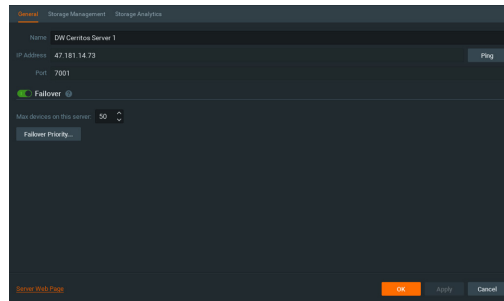 General Storage Management Storage Analytics
Name DW Cerritos Server 1
IP Address 47.181.14.73 Ping
Port 7001
Failover ?
Max devices on this server 50
Failover Priority...
Server Web Page OK Apply Cancel